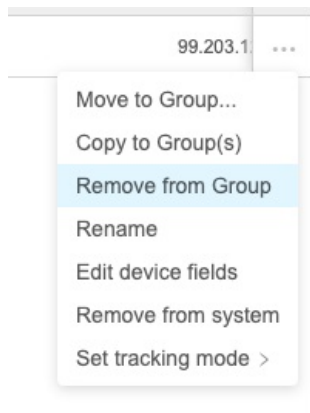 99.203.1
Move to Group...
Copy to Group(s)
Remove from Group
Rename
Edit device fields
Remove from system
Set tracking mode >